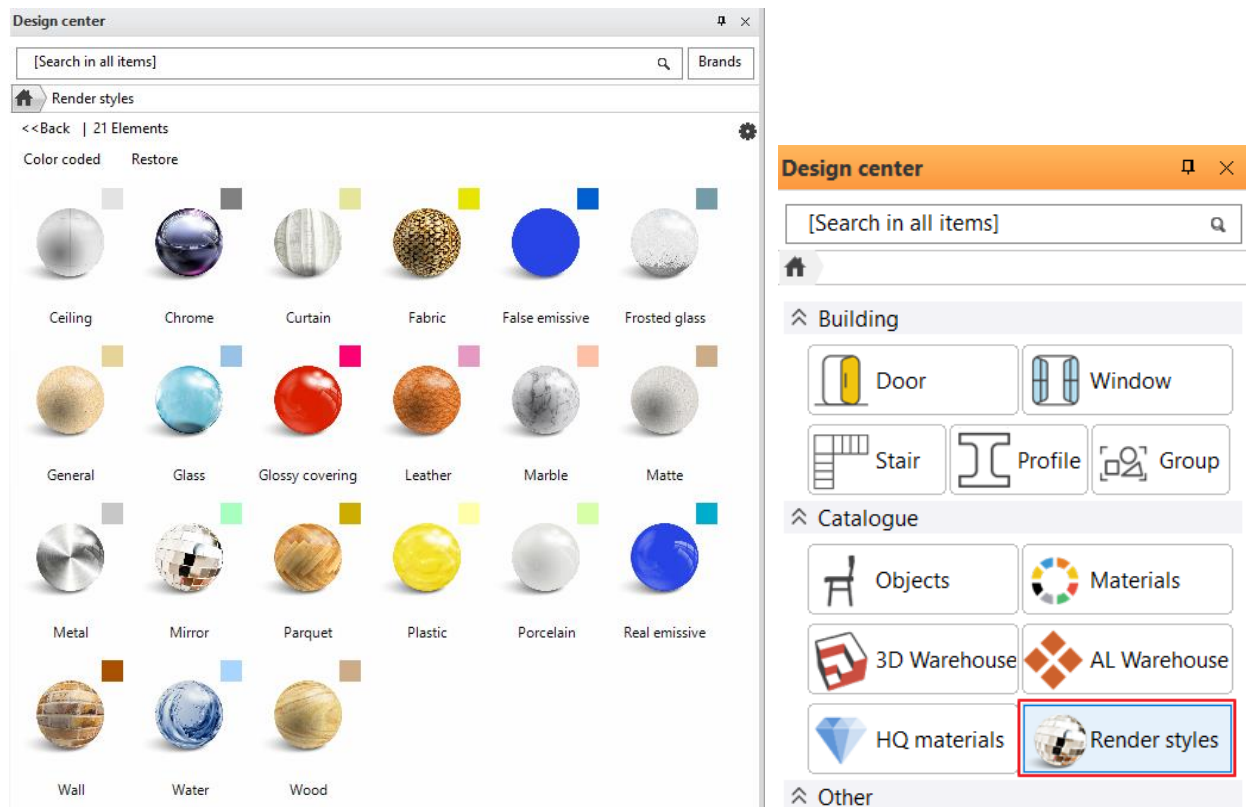 Design center
[Search in all items]
Brands
Render styles
<<Back | 21 Elements
Color coded Restore
Ceiling Chrome Curtain Fabric False emissive Frosted glass
General Glass Glossy covering Leather Marble Matte
Metal Mirror Parquet Plastic Porcelain Real emissive
Wall Water Wood
Design center
[Search in all items]
Building
Door Window
Stair Profile Group
Catalogue
Objects Materials
3D Warehouse AL Warehouse
HQ materials Render styles
Other